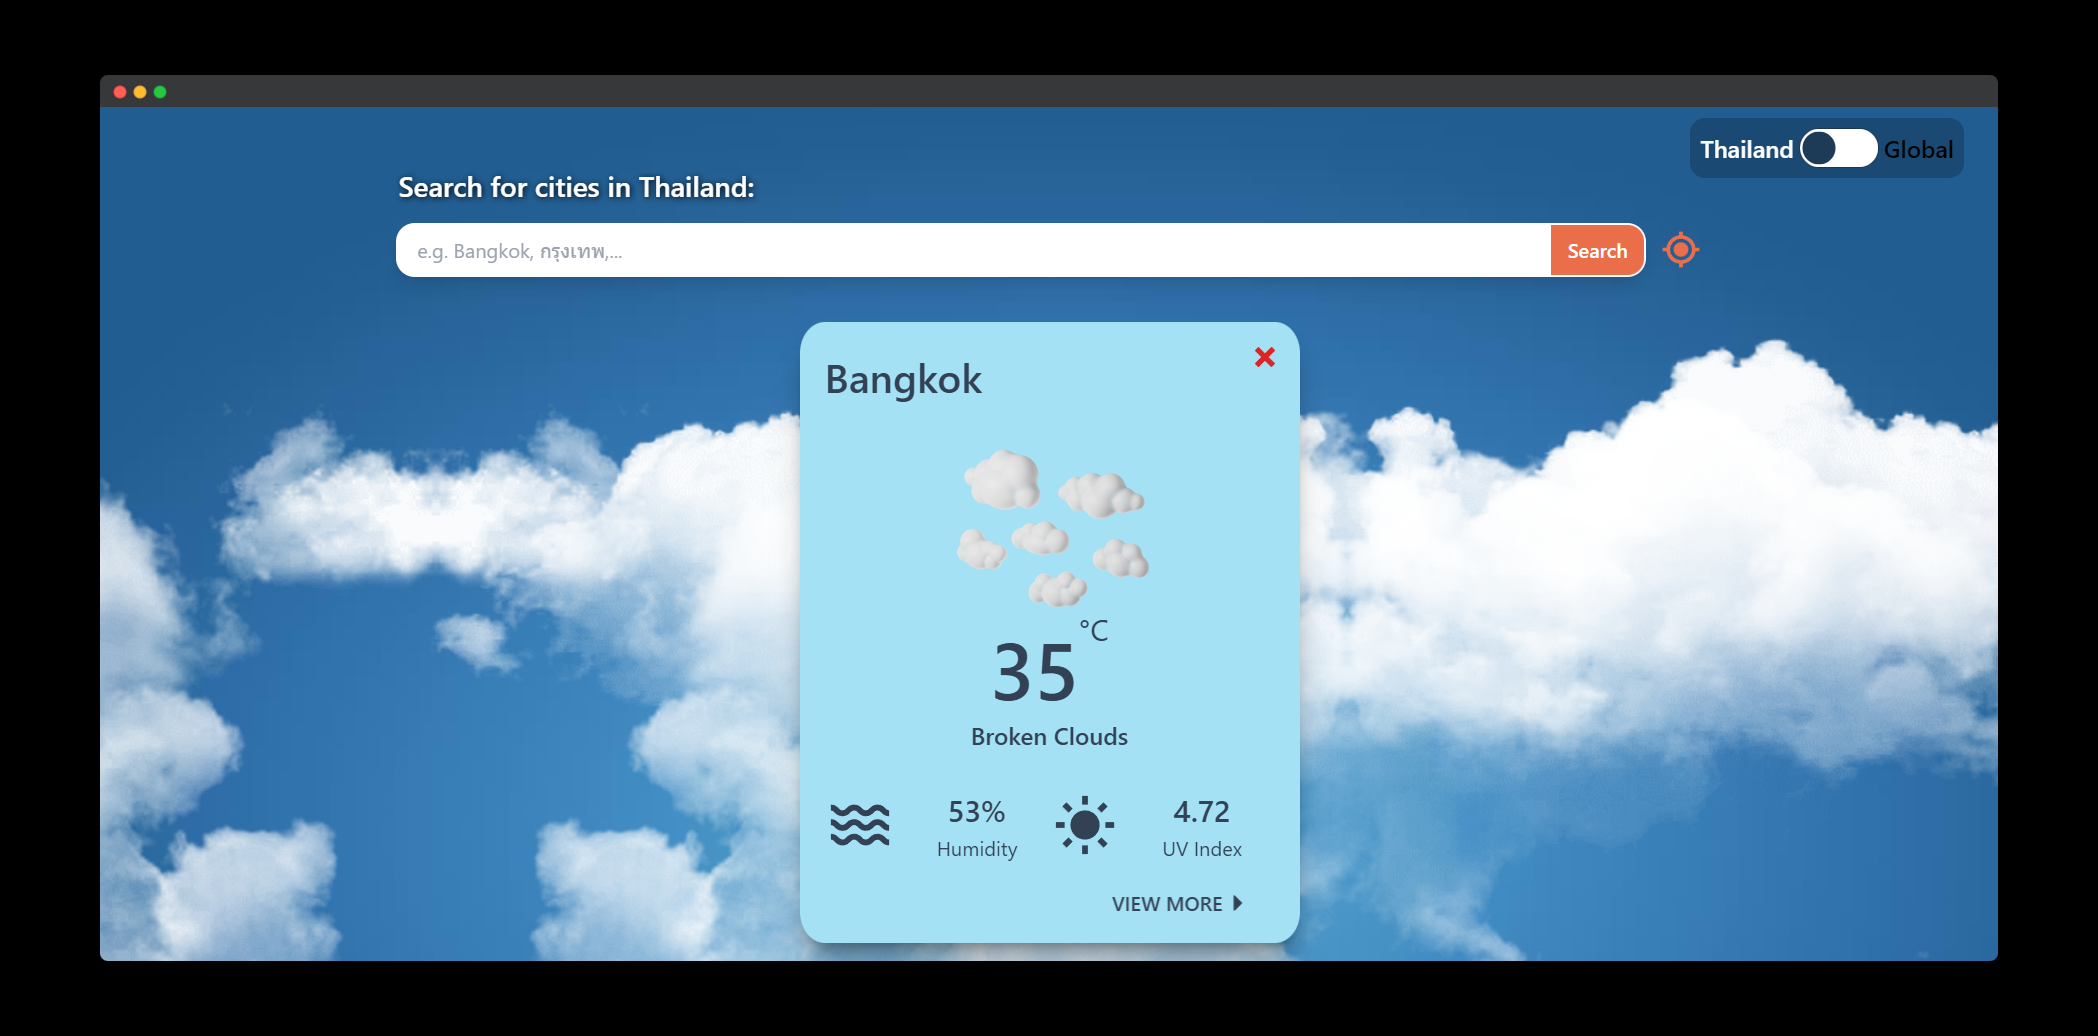 Thailand Global
Search for cities in Thailand:
e.g. Bangkok, กรุงเทพ,...
Search
Bangkok
35 °C
Broken Clouds
53%
Humidity
4.72
UV Index
VIEW MORE